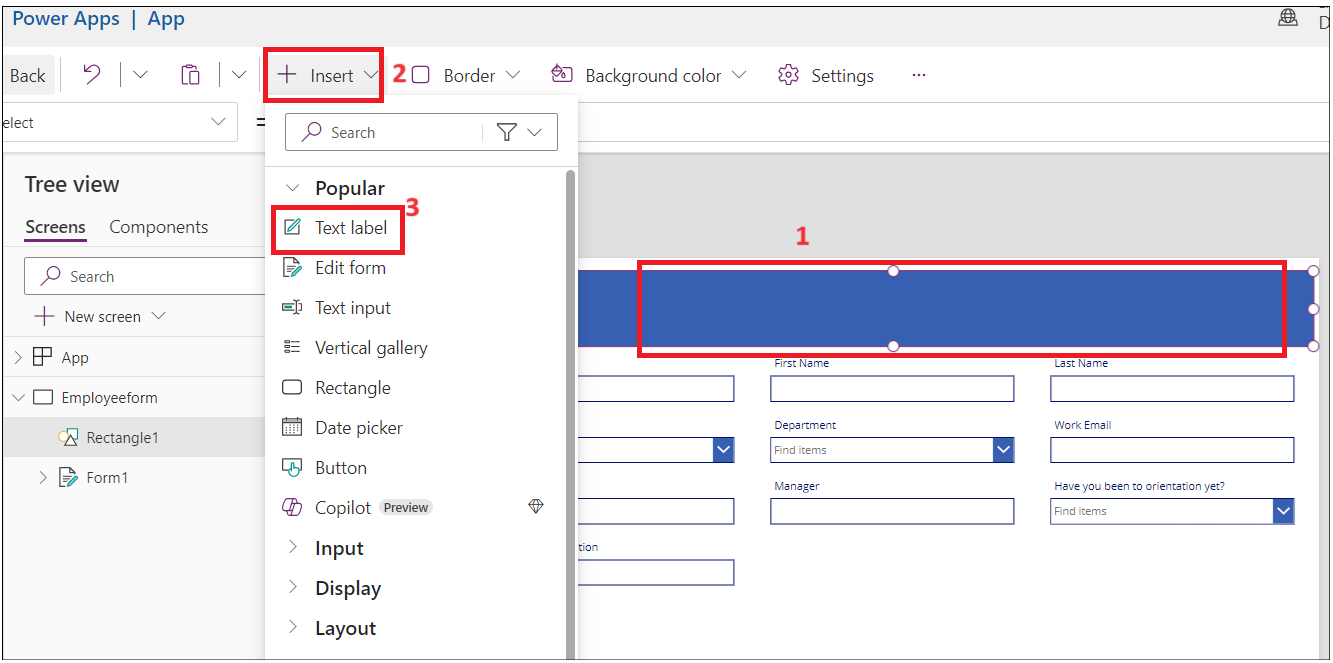 Power Apps | App
D
Back
Insert
2
Border
Background color
Settings
...
elect
=
Search
Tree view
Popular
Screens
Components
Text label
3
1
Search
Edit form
New screen
Text input
App
Vertical gallery
First Name
Last Name
Employeeform
Rectangle
Rectangle1
Date picker
Department
Work Email
Find items
Form1
Button
Copilot
Preview
Manager
Have you been to orientation yet?
Find items
Input
tion
Display
Layout